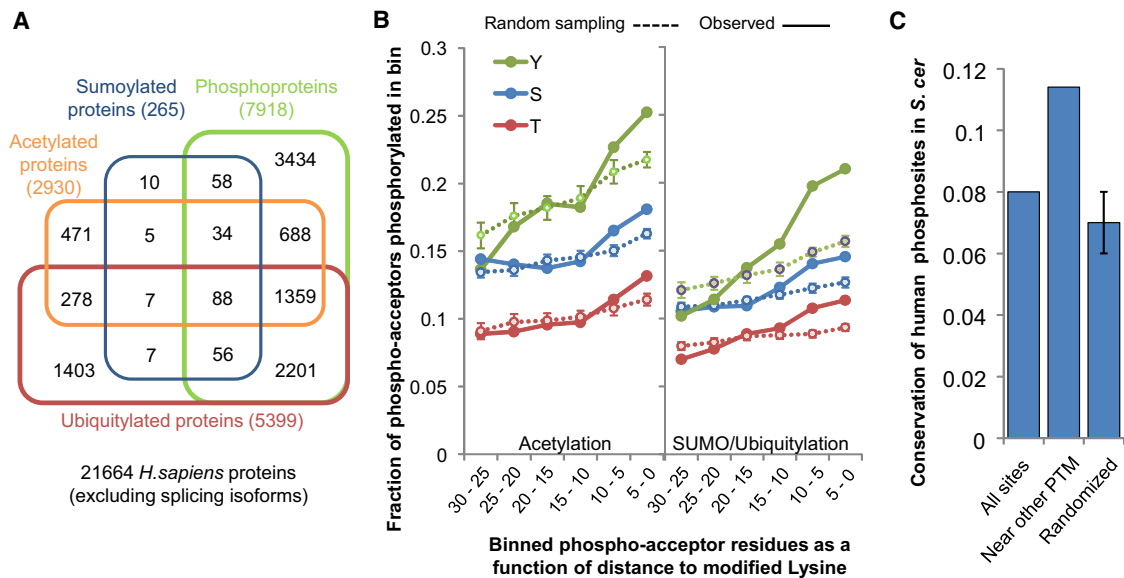 A
Sumoylated
proteins (265)
Phosphoproteins
(7918)
Acetylated
proteins
(2930)
3434
10
58
471
5
34
688
278
7
88
1359
7
56
1403
2201
Ubiquitylated proteins (5399)
21664 H.sapiens proteins
(excluding splicing isoforms)
B
Random sampling
Observed
Fraction of phospho-acceptors phosphorylated in bin
0.3
0.25
0.2
0.15
0.1
0.05
0
Y
S
T
Acetylation
SUMO/Ubiquitylation
30 - 25
25 - 20
20 - 15
15 - 10
10 - 5
5 - 0
30 - 25
25 - 20
20 - 15
15 - 10
10 - 5
5 - 0
Binned phospho-acceptor residues as a
function of distance to modified Lysine
C
Conservation of human phosphosites in S. cer
0.12
0.1
0.08
0.06
0.04
0.02
0
All sites
Near other PTM
Randomized